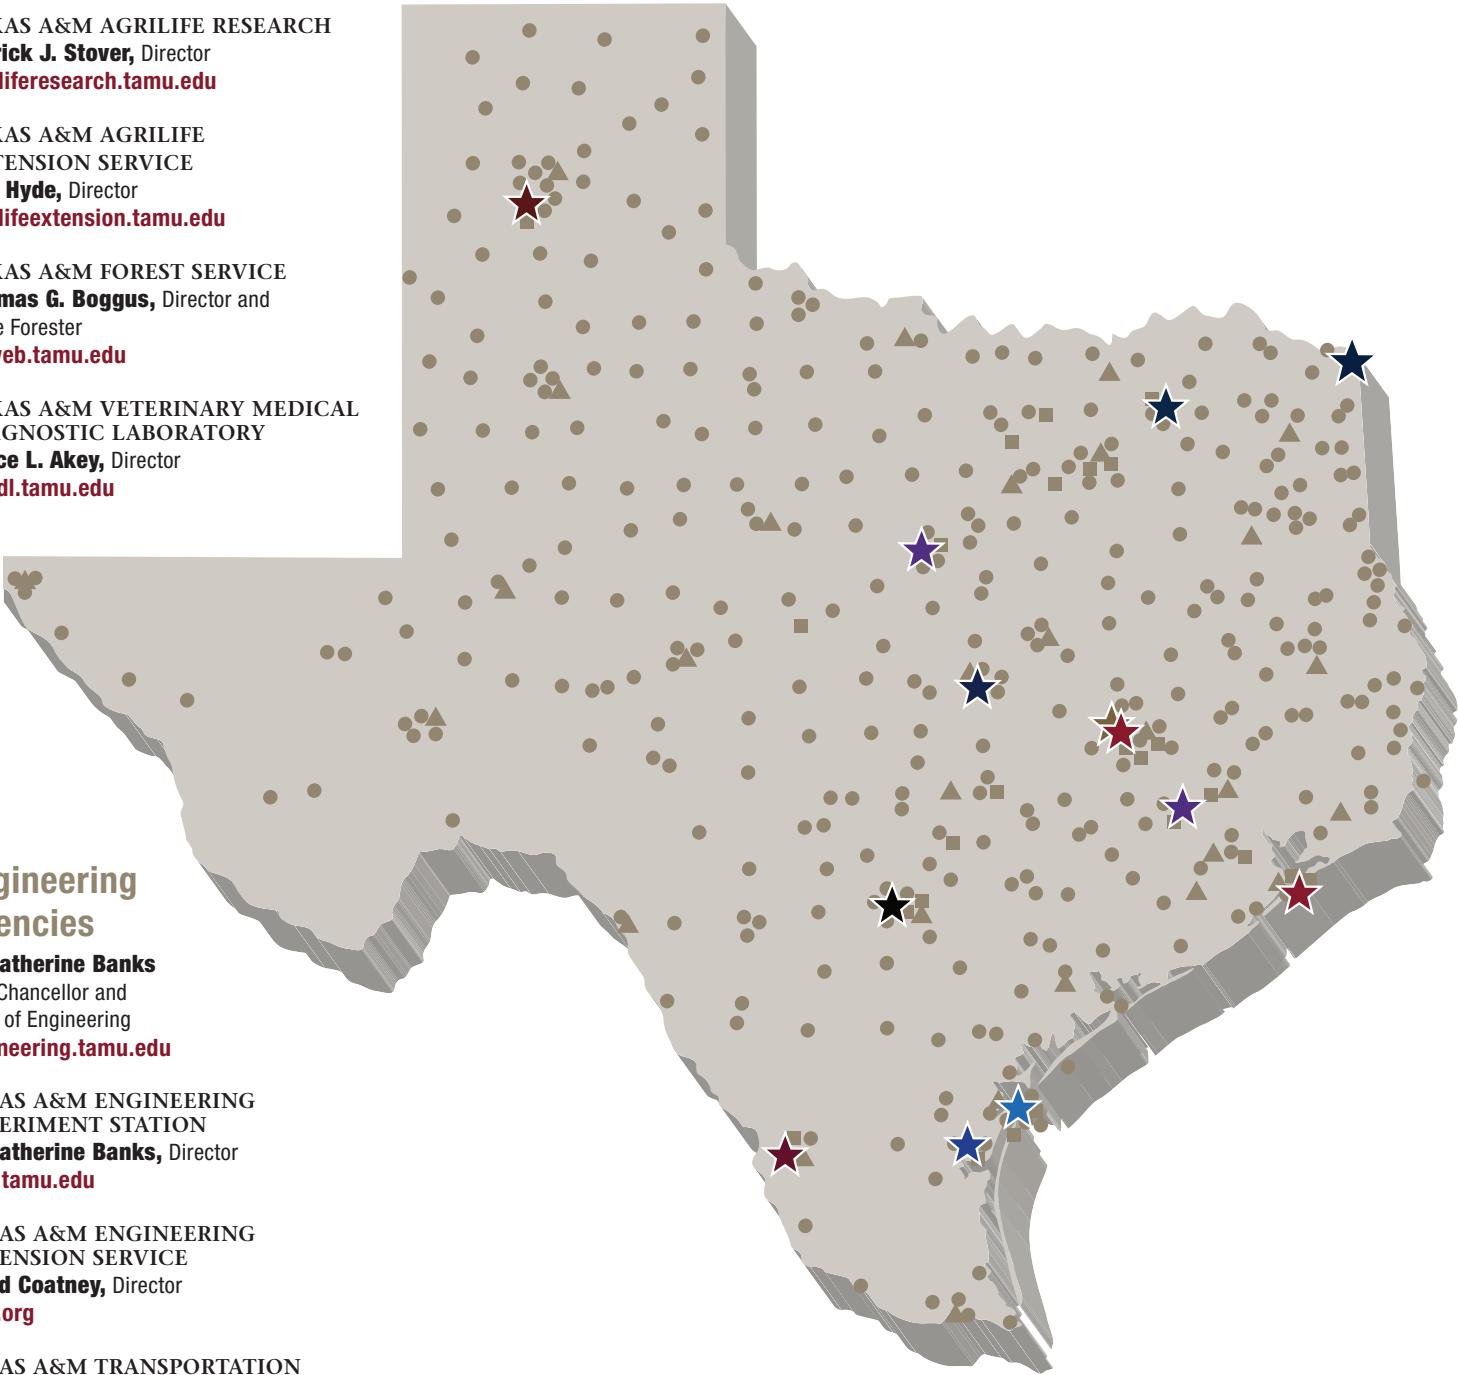 XAS A&M AGRILIFE RESEARCH
rick J. Stover, Director
liferesearch.tamu.edu
XAS A&M AGRILIFE
TENSION SERVICE
Hyde, Director
lifeextension.tamu.edu
XAS A&M FOREST SERVICE
mas G. Boggus, Director and
e Forester
web.tamu.edu
XAS A&M VETERINARY MEDICAL
AGNOSTIC LABORATORY
ce L. Akey, Director
dl.tamu.edu
gineering
encies
atherine Banks
Chancellor and
of Engineering
neering.tamu.edu
AS A&M ENGINEERING
ERIMENT STATION
atherine Banks, Director
.tamu.edu
AS A&M ENGINEERING
TENSION SERVICE
d Coatney, Director
.org
AS A&M TRANSPORTATION